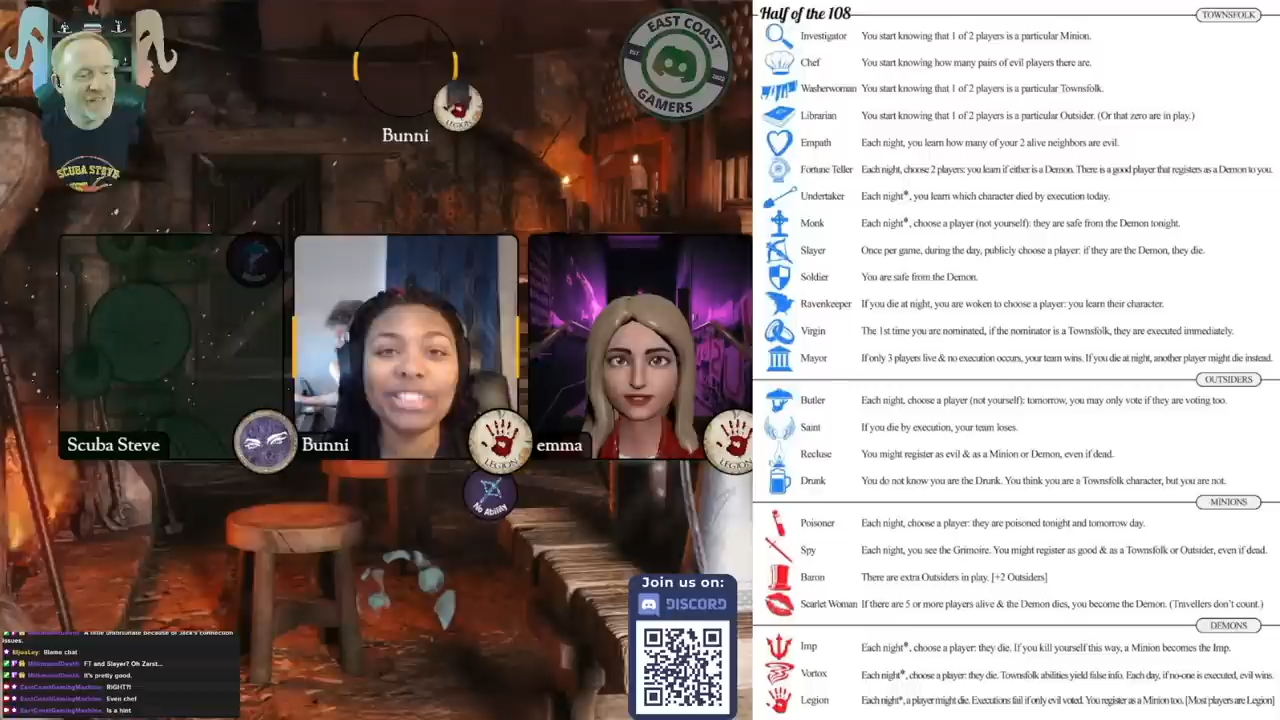 EAST COAST
EST.
2022
GAMERS
SCUBA STEVE
LEGION
Bunni
Scuba Steve
Bunni
emma
LEGION
LEGION
No Ability
Join us on:
DISCORD
issues.
Blame chat
FT and Slayer? Oh Zarst...
It's pretty good.
EastCoastGamingMachine: RIGHT?!
EastCoastGamingMachine: Even chef
EastCoastGamingMachine: Is a hint
Half of the 108
TOWNSFOLK
Investigator You start knowing that 1 of 2 players is a particular Minion.
Chef You start knowing how many pairs of evil players there are.
Washerwoman You start knowing that 1 of 2 players is a particular Townsfolk.
Librarian You start knowing that 1 of 2 players is a particular Outsider. (Or that zero are in play.)
Empath Each night, you learn how many of your 2 alive neighbors are evil.
Fortune Teller Each night, choose 2 players: you learn if either is a Demon. There is a good player that registers as a Demon to you.
Undertaker Each night*, you learn which character died by execution today.
Monk Each night*, choose a player (not yourself): they are safe from the Demon tonight.
Slayer Once per game, during the day, publicly choose a player: if they are the Demon, they die.
Soldier You are safe from the Demon.
Ravenkeeper If you die at night, you are woken to choose a player: you learn their character.
Virgin The 1st time you are nominated, if the nominator is a Townsfolk, they are executed immediately.
Mayor If only 3 players live & no execution occurs, your team wins. If you die at night, another player might die instead.
OUTSIDERS
Butler Each night, choose a player (not yourself): tomorrow, you may only vote if they are voting too.
Saint If you die by execution, your team loses.
Recluse You might register as evil & as a Minion or Demon, even if dead.
Drunk You do not know you are the Drunk. You think you are a Townsfolk character, but you are not.
MINIONS
Poisoner Each night, choose a player: they are poisoned tonight and tomorrow day.
Spy Each night, you see the Grimoire. You might register as good & as a Townsfolk or Outsider, even if dead.
Baron There are extra Outsiders in play. [+2 Outsiders]
Scarlet Woman If there are 5 or more players alive & the Demon dies, you become the Demon. (Travellers don't count.)
DEMONS
Imp Each night*, choose a player: they die. If you kill yourself this way, a Minion becomes the Imp.
Vortox Each night*, choose a player: they die. Townsfolk abilities yield false info. Each day, if no-one is executed, evil wins.
Legion Each night*, a player might die. Executions fail if only evil voted. You register as a Minion too. [Most players are Legion]